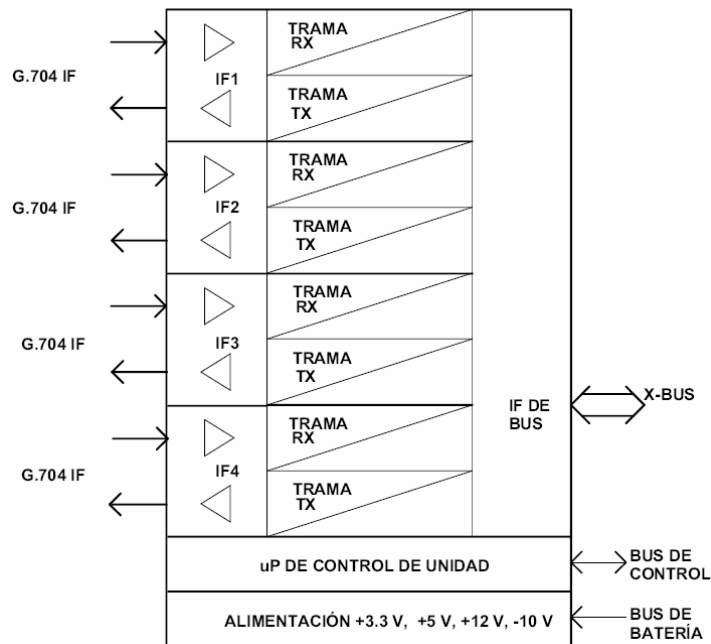 TRAMA
RX
G.704 IF
IF1
TRAMA
TX
TRAMA
RX
G.704 IF
IF2
TRAMA
TX
TRAMA
RX
G.704 IF
IF3
TRAMA
TX
IF DE
BUS
X-BUS
TRAMA
RX
G.704 IF
IF4
TRAMA
TX
uP DE CONTROL DE UNIDAD
BUS DE
CONTROL
ALIMENTACIÓN +3.3 V, +5 V, +12 V, -10 V
BUS DE
BATERÍA